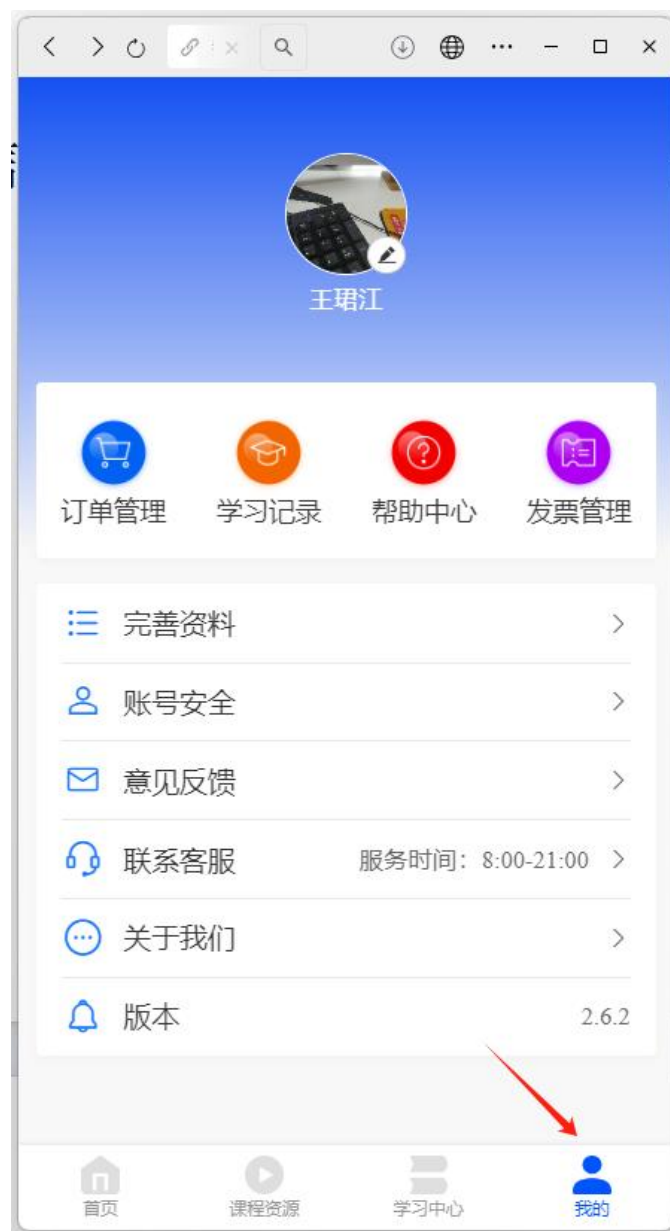 王珺江
订单管理 学习记录 帮助中心 发票管理
完善资料
账号安全
意见反馈
联系客服 服务时间：8:00-21:00
关于我们
版本 2.6.2
首页 课程资源 学习中心 我的